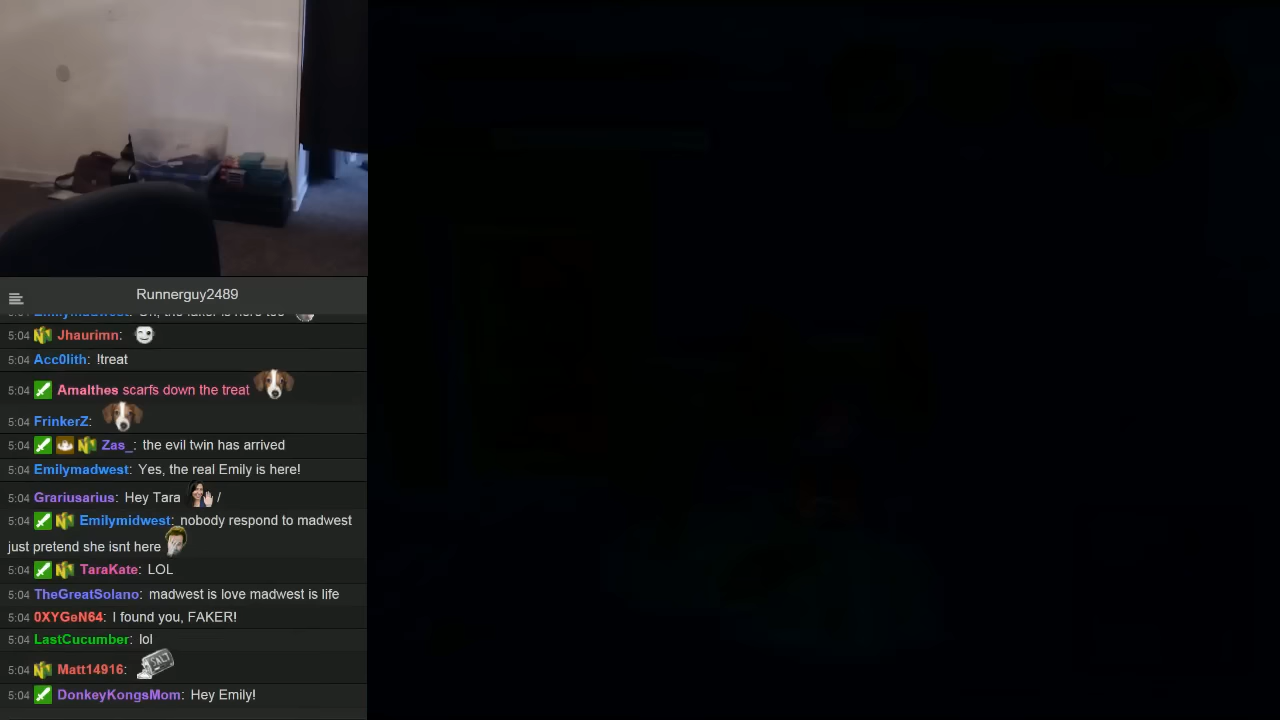 Runnerguy2489
5:04 Jhaurimn:
5:04 Acc0lith: !treat
5:04 Amalthes scarfs down the treat
5:04 FrinkerZ:
5:04 Zas_: the evil twin has arrived
5:04 Emilymadwest: Yes, the real Emily is here!
5:04 Grariusarius: Hey Tara /
5:04 Emilymidwest: nobody respond to madwest
just pretend she isnt here
5:04 TaraKate: LOL
5:04 TheGreatSolano: madwest is love madwest is life
5:04 0XYGeN64: I found you, FAKER!
5:04 LastCucumber: lol
5:04 Matt14916:
5:04 DonkeyKongsMom: Hey Emily!